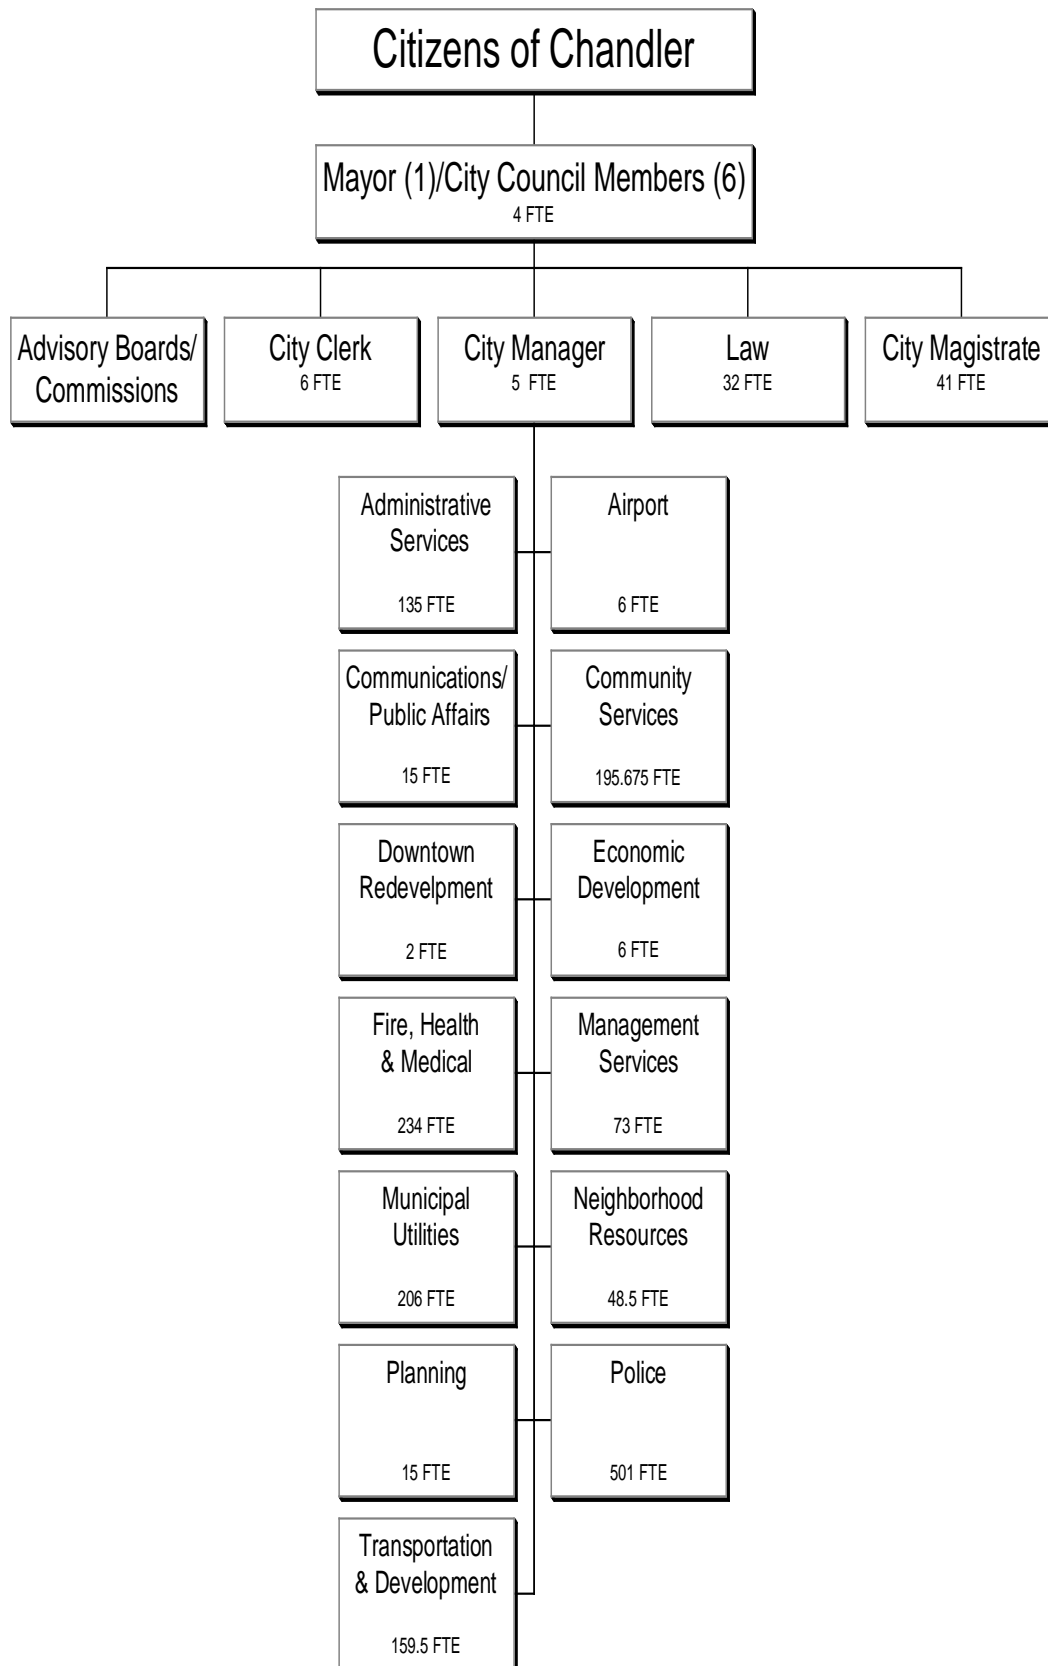 Citizens of Chandler
Mayor (1)/City Council Members (6)
4 FTE
Advisory Boards/
Commissions
City Clerk
6 FTE
City Manager
5 FTE
Law
32 FTE
City Magistrate
41 FTE
Administrative
Services
135 FTE
Airport
6 FTE
Communications/
Public Affairs
15 FTE
Community
Services
195.675 FTE
Downtown
Redevelpment
2 FTE
Economic
Development
6 FTE
Fire, Health
& Medical
234 FTE
Management
Services
73 FTE
Municipal
Utilities
206 FTE
Neighborhood
Resources
48.5 FTE
Planning
15 FTE
Police
501 FTE
Transportation
& Development
159.5 FTE